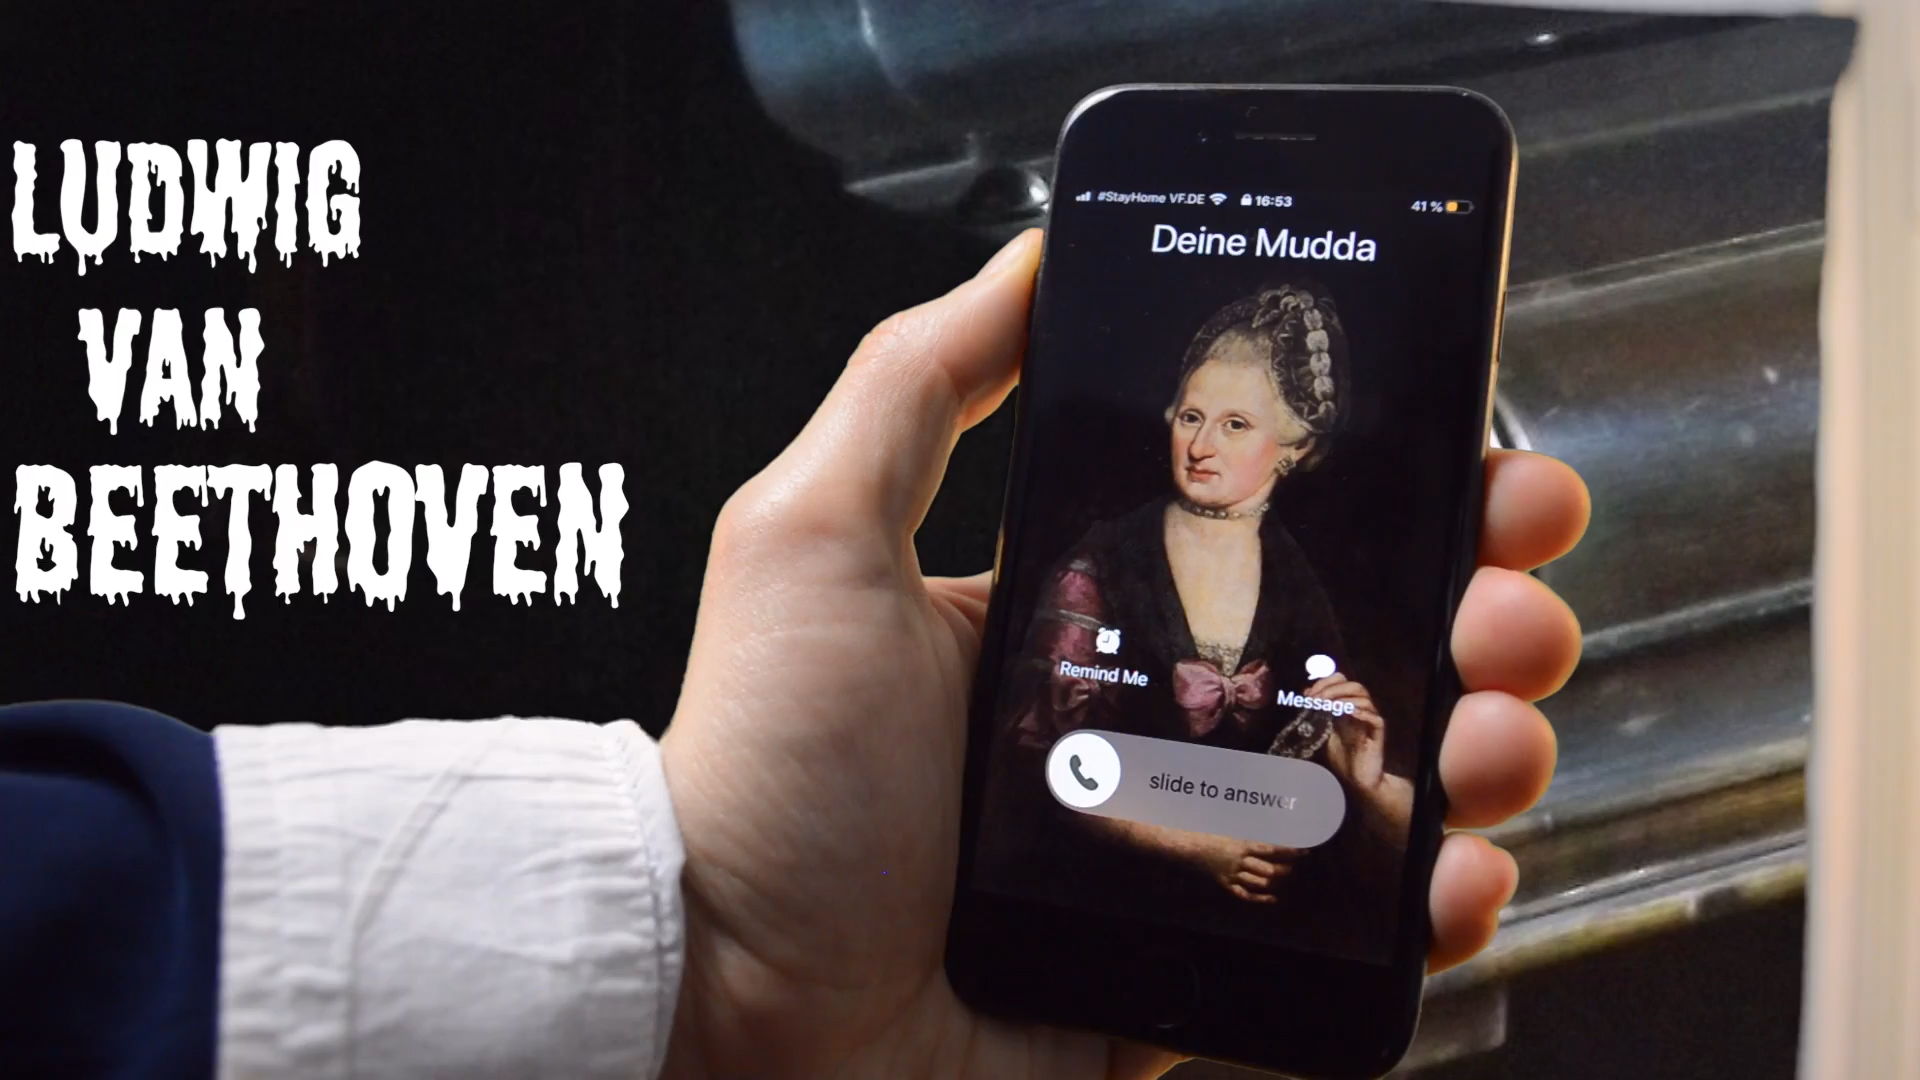 LUDWIG
VAN
BEETHOVEN
#StayHome VF.DE 16:53 41 %
Deine Mudda
Remind Me
Message
slide to answer